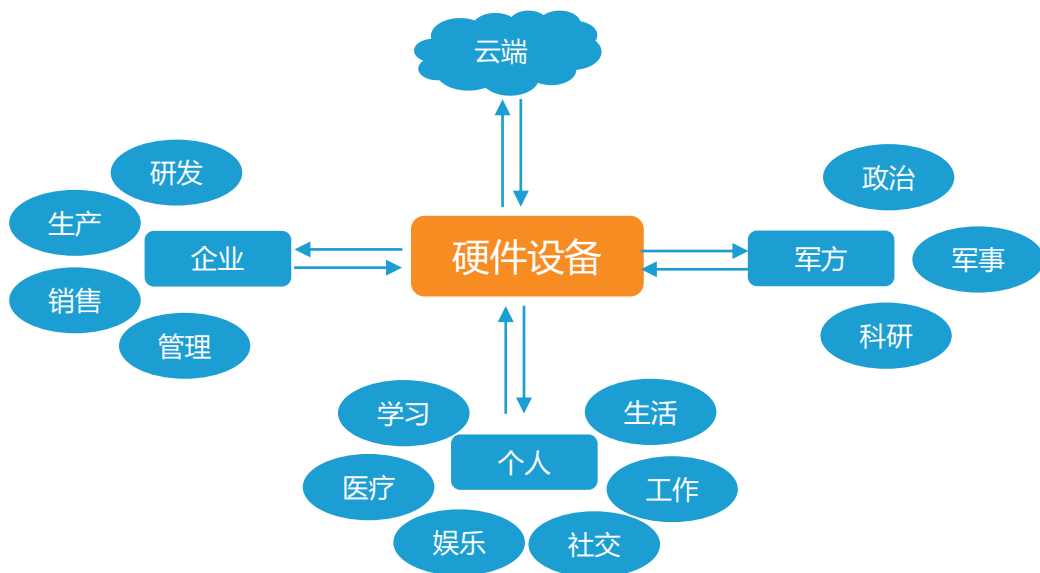 云端
研发
生产
企业
销售
管理
硬件设备
政治
军方
军事
科研
学习
生活
个人
医疗
工作
娱乐
社交